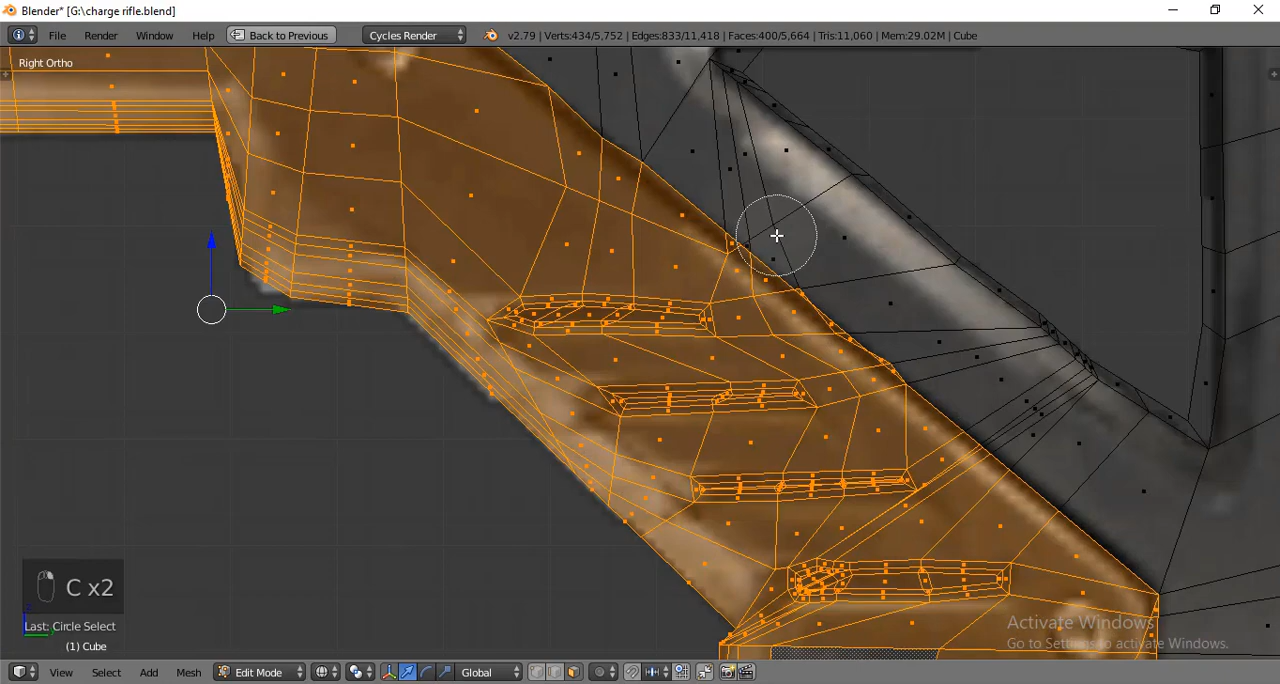 Blender* [G:\charge rifle.blend]
File Render Window Help Back to Previous Cycles Render v2.79 | Verts:434/5,752 | Edges:833/11,418 | Faces:400/5,664 | Tris:11,060 | Mem:29.02M | Cube
Right Ortho
C x2
Last: Circle Select
(1) Cube
Activate Windows
Go to Settings to activate Windows.
View Select Add Mesh Edit Mode Global